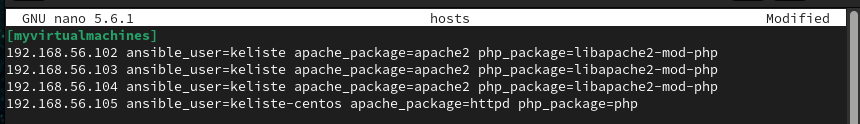 GNU nano 5.6.1 hosts Modified
[myvirtualmachines]
192.168.56.102 ansible_user=keliste apache_package=apache2 php_package=libapache2-mod-php
192.168.56.103 ansible_user=keliste apache_package=apache2 php_package=libapache2-mod-php
192.168.56.104 ansible_user=keliste apache_package=apache2 php_package=libapache2-mod-php
192.168.56.105 ansible_user=keliste-centos apache_package=httpd php_package=php